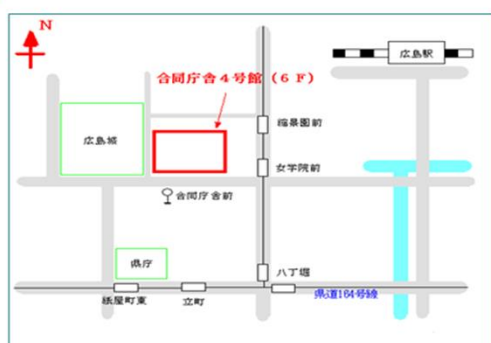 N
広島駅
合同庁舎4号館(6F)
縮景園前
広島城
女学院前
合同庁舎前
県庁
八丁堀
県道164号線
紙屋町東
立町